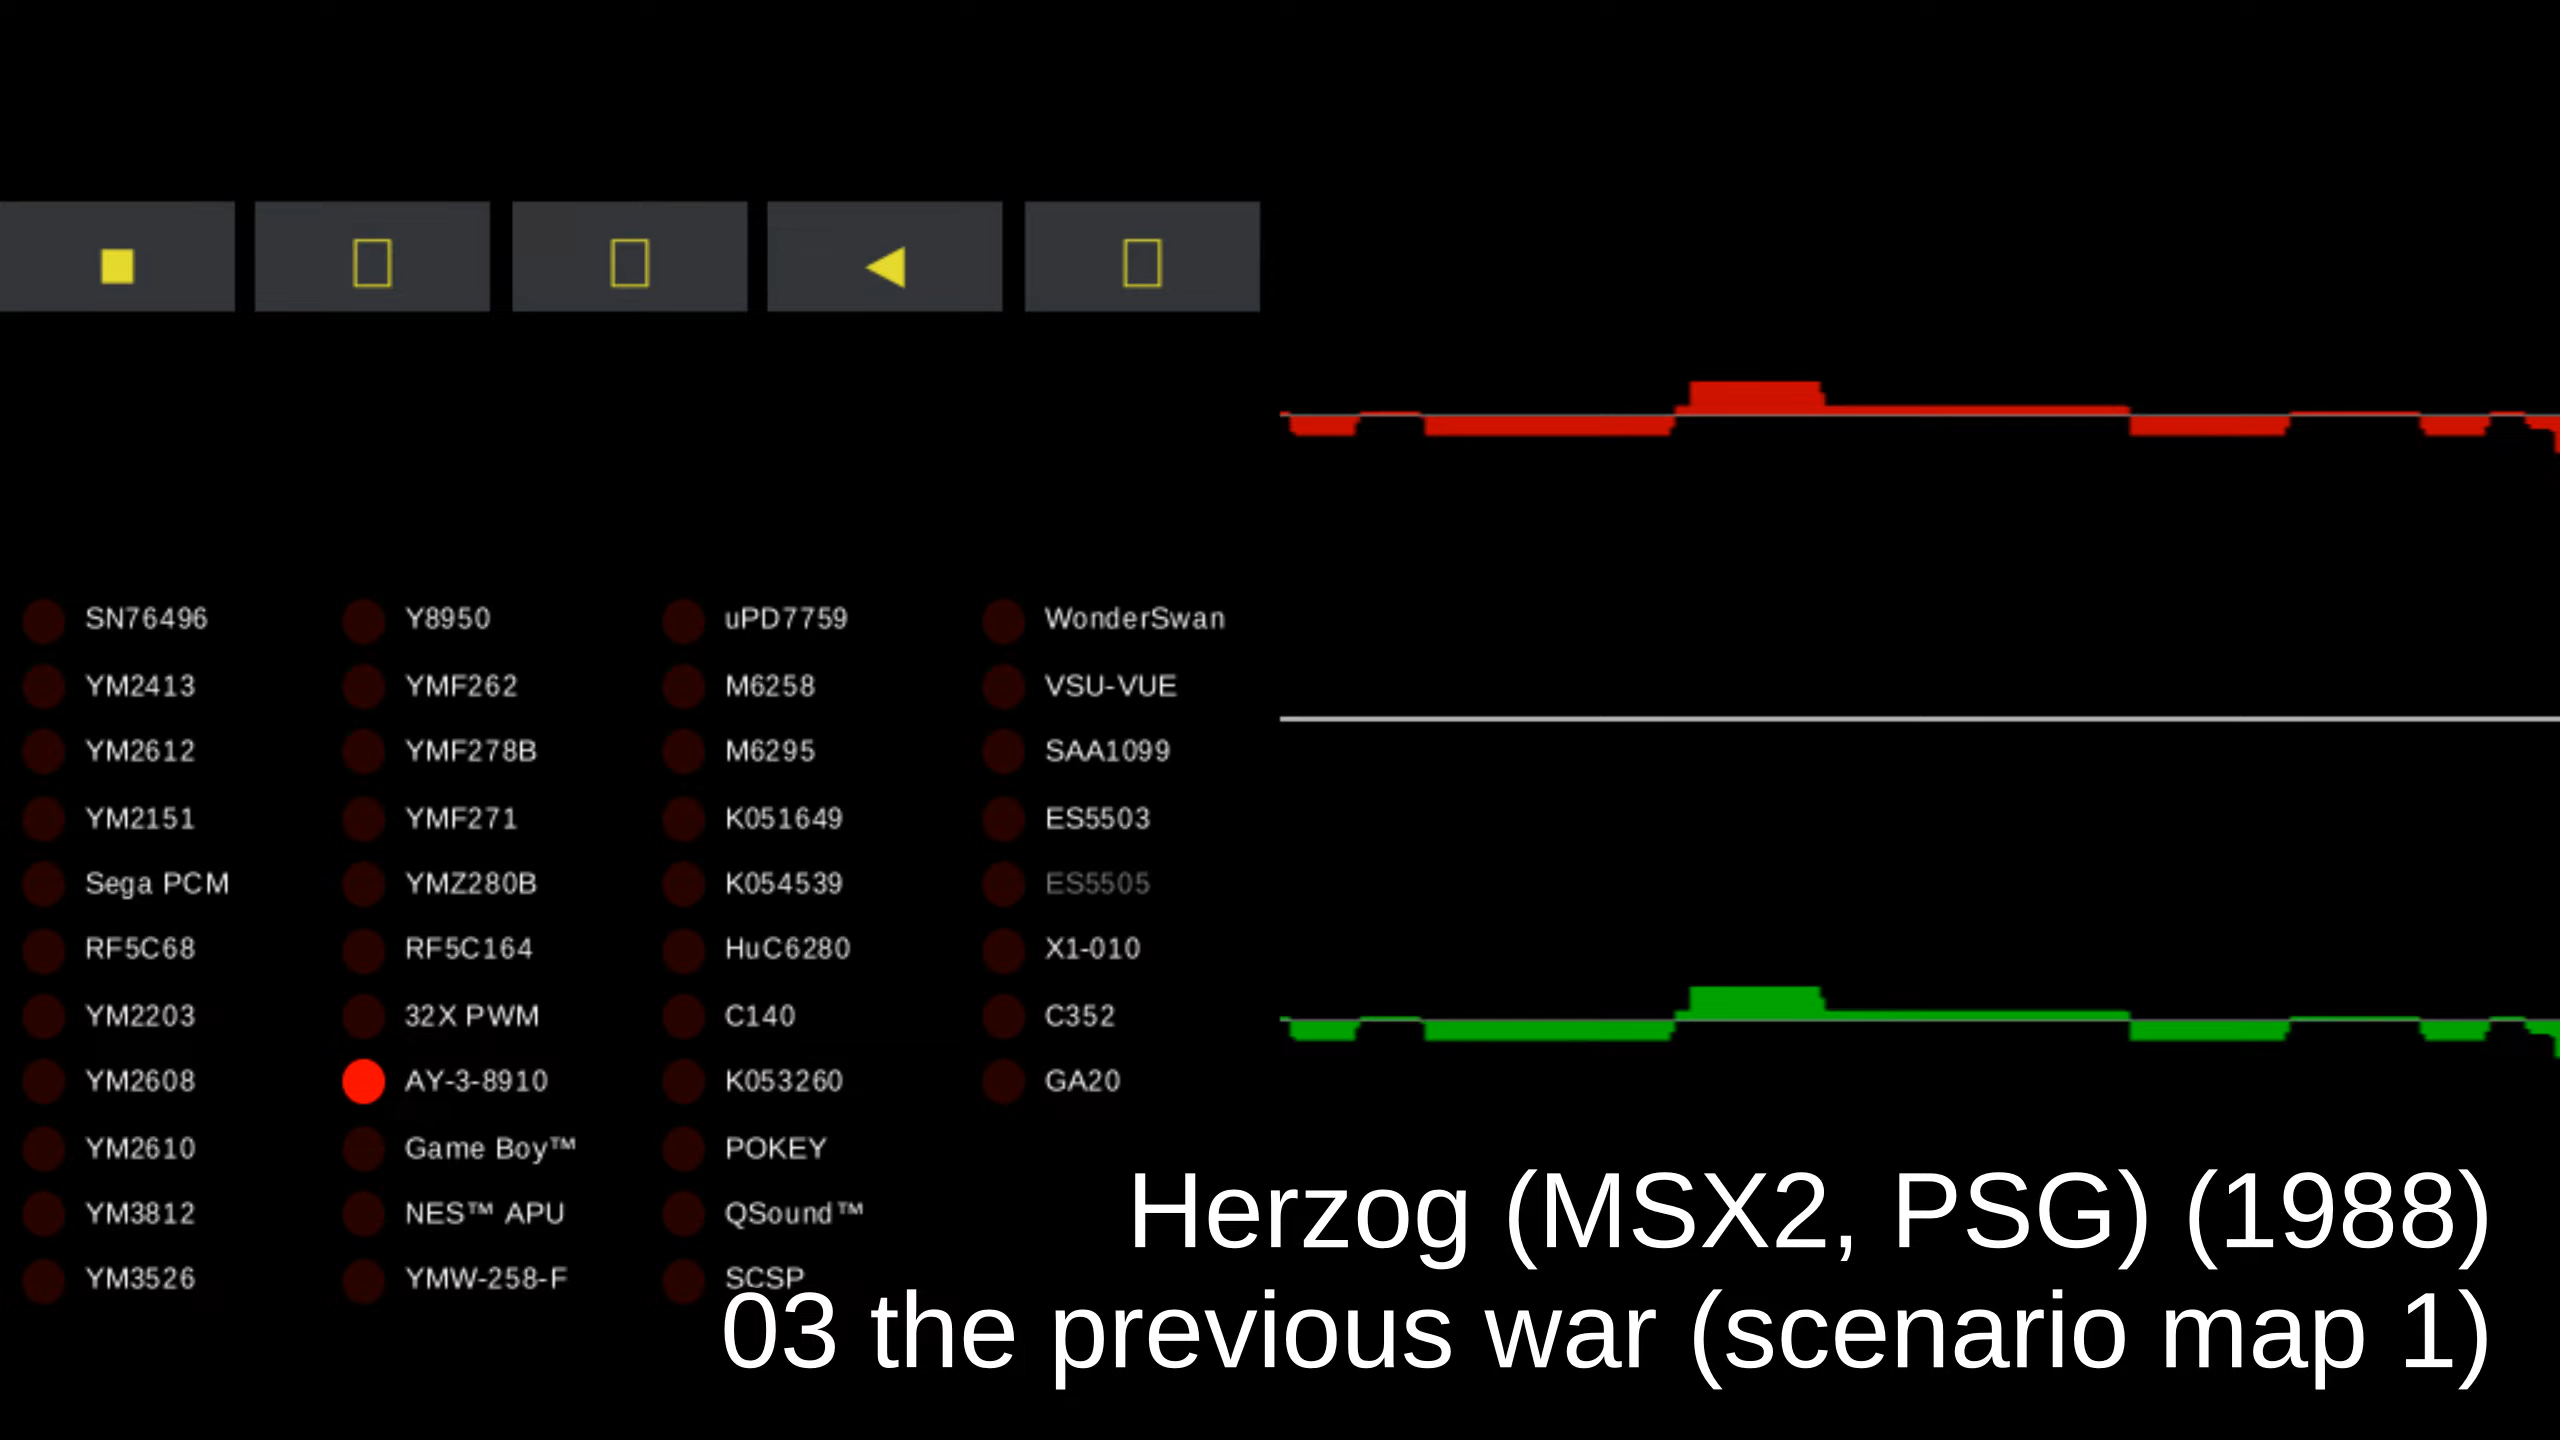 SN76496
YM2413
YM2612
YM2151
Sega PCM
RF5C68
YM2203
YM2608
YM2610
YM3812
YM3526
Y8950
YMF262
YMF278B
YMF271
YMZ280B
RF5C164
32X PWM
AY-3-8910
Game Boy™
NES™ APU
YMW-258-F
uPD7759
M6258
M6295
K051649
K054539
HuC6280
C140
K053260
POKEY
QSound™
SCSP
WonderSwan
VSU-VUE
SAA1099
ES5503
ES5505
X1-010
C352
GA20
Herzog (MSX2, PSG) (1988)
03 the previous war (scenario map 1)